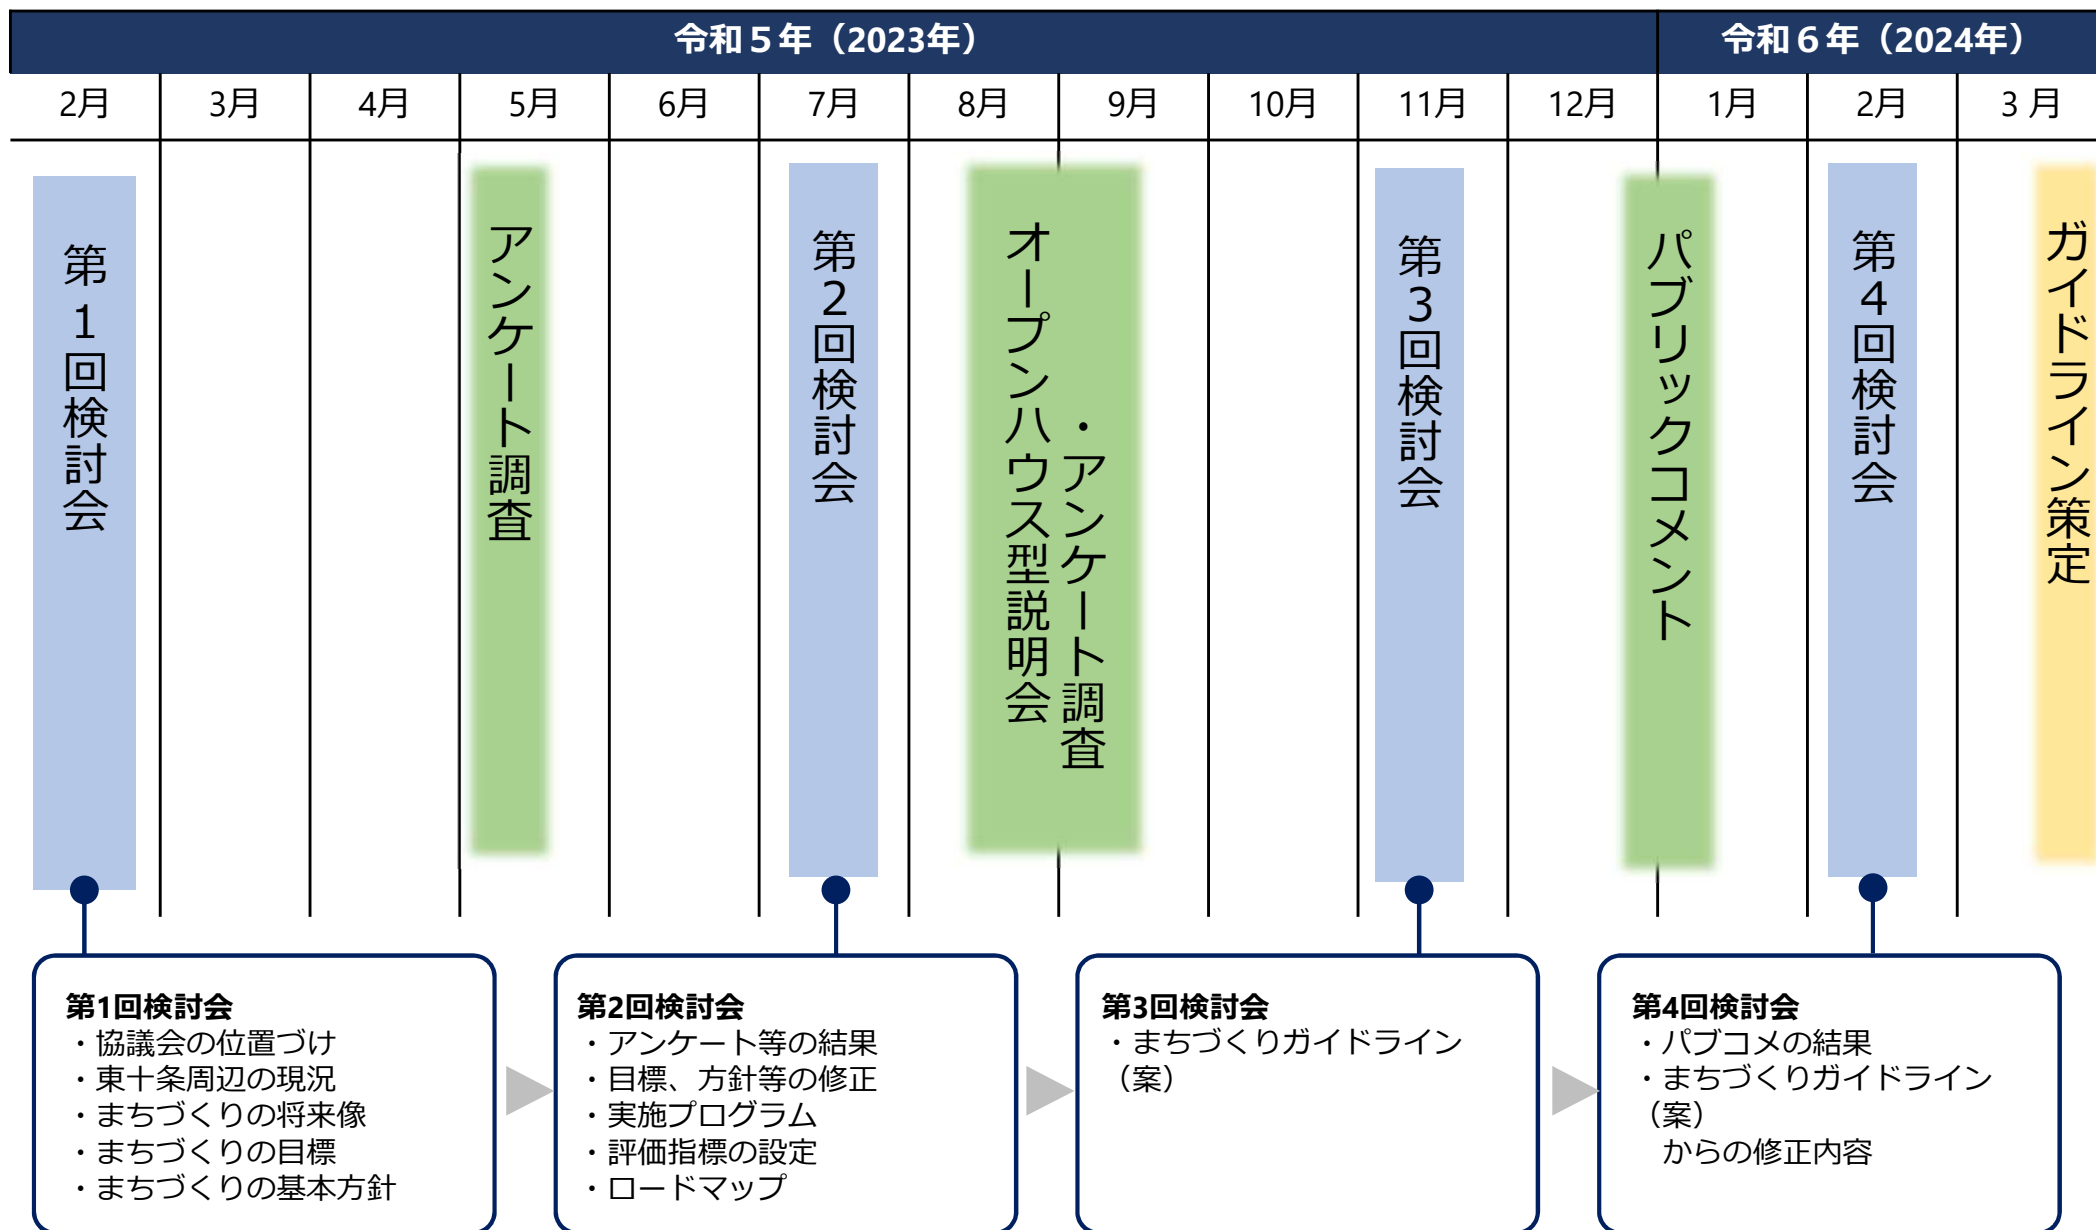 令和５年（2023年）
令和６年（2024年）
2月
3月
4月
5月
6月
7月
8月
9月
10月
11月
12月
1月
2月
3 月
第1回検討会
アンケート調査
第2回検討会
オープンハウス型説明会
・アンケート調査
第3回検討会
パブリックコメント
第4回検討会
ガイドライン策定
第1回検討会
・協議会の位置づけ
・東十条周辺の現況
・まちづくりの将来像
・まちづくりの目標
・まちづくりの基本方針
第2回検討会
・アンケート等の結果
・目標、方針等の修正
・実施プログラム
・評価指標の設定
・ロードマップ
第3回検討会
・まちづくりガイドライン
（案）
第4回検討会
・パブコメの結果
・まちづくりガイドライン
（案）
からの修正内容